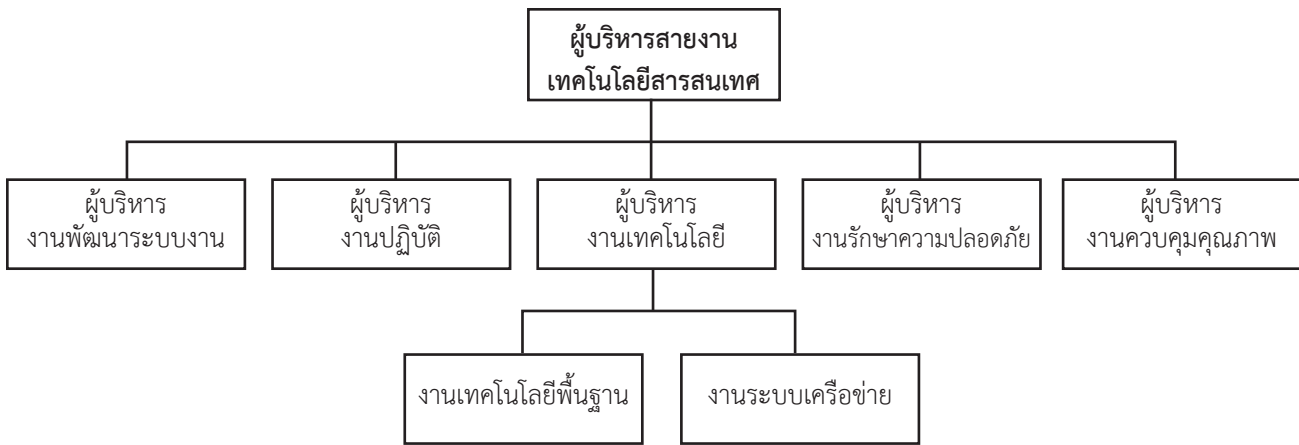 ผู้บริหารสายงาน
เทคโนโลยีสารสนเทศ
ผู้บริหาร
งานพัฒนาระบบงาน
ผู้บริหาร
งานปฏิบัติ
ผู้บริหาร
งานเทคโนโลยี
ผู้บริหาร
งานรักษาความปลอดภัย
ผู้บริหาร
งานควบคุมคุณภาพ
งานเทคโนโลยีพื้นฐาน
งานระบบเครือข่าย